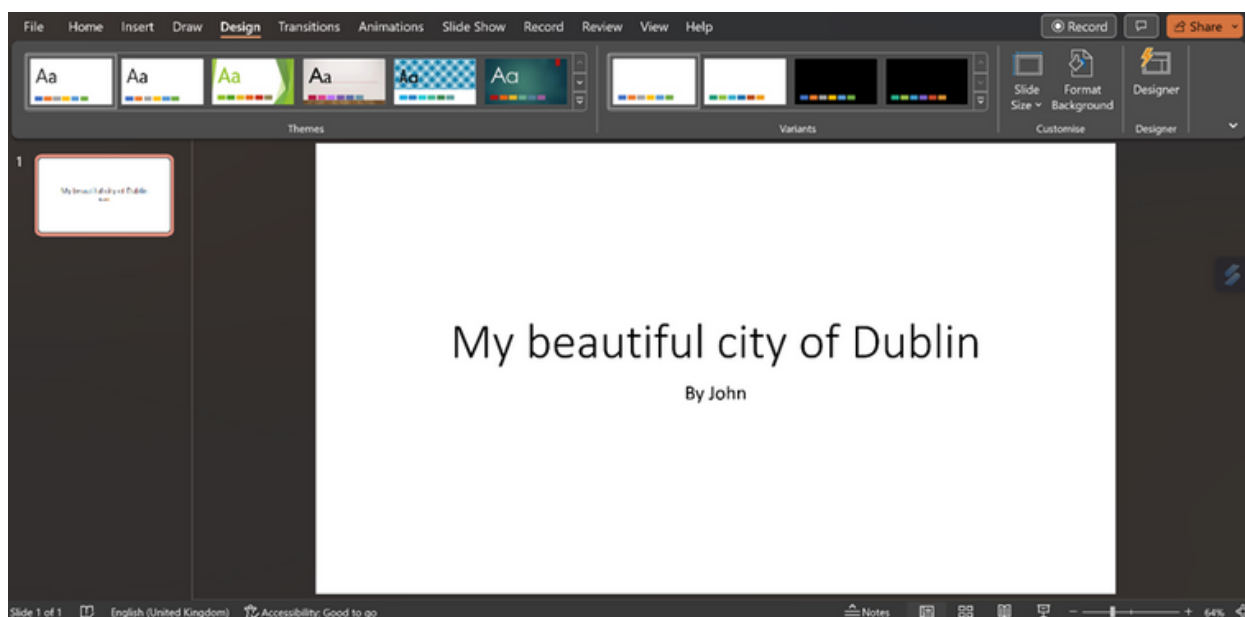 File Home Insert Draw Design Transitions Animations Slide Show Record Review View Help Record Share
Aa Aa Aa Aa Aa Aa
Slide Size Format Background Designer
Themes Variants Customise Designer
1
My beautiful city of Dublin
By John
Slide 1 of 1 English (United Kingdom) Accessibility: Good to go Notes 64%